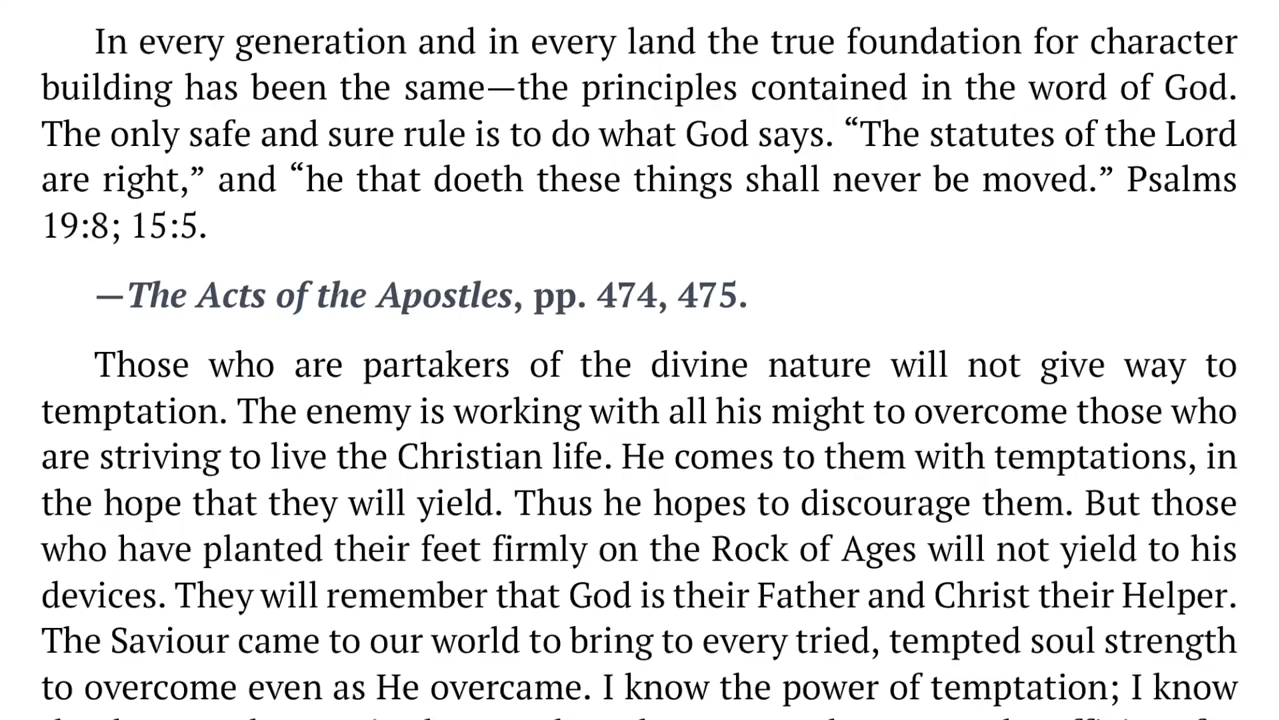 In every generation and in every land the true foundation for character
building has been the same—the principles contained in the word of God.
The only safe and sure rule is to do what God says. “The statutes of the Lord
are right,” and “he that doeth these things shall never be moved.” Psalms
19:8; 15:5.
—The Acts of the Apostles, pp. 474, 475.
Those who are partakers of the divine nature will not give way to
temptation. The enemy is working with all his might to overcome those who
are striving to live the Christian life. He comes to them with temptations, in
the hope that they will yield. Thus he hopes to discourage them. But those
who have planted their feet firmly on the Rock of Ages will not yield to his
devices. They will remember that God is their Father and Christ their Helper.
The Saviour came to our world to bring to every tried, tempted soul strength
to overcome even as He overcame. I know the power of temptation; I know